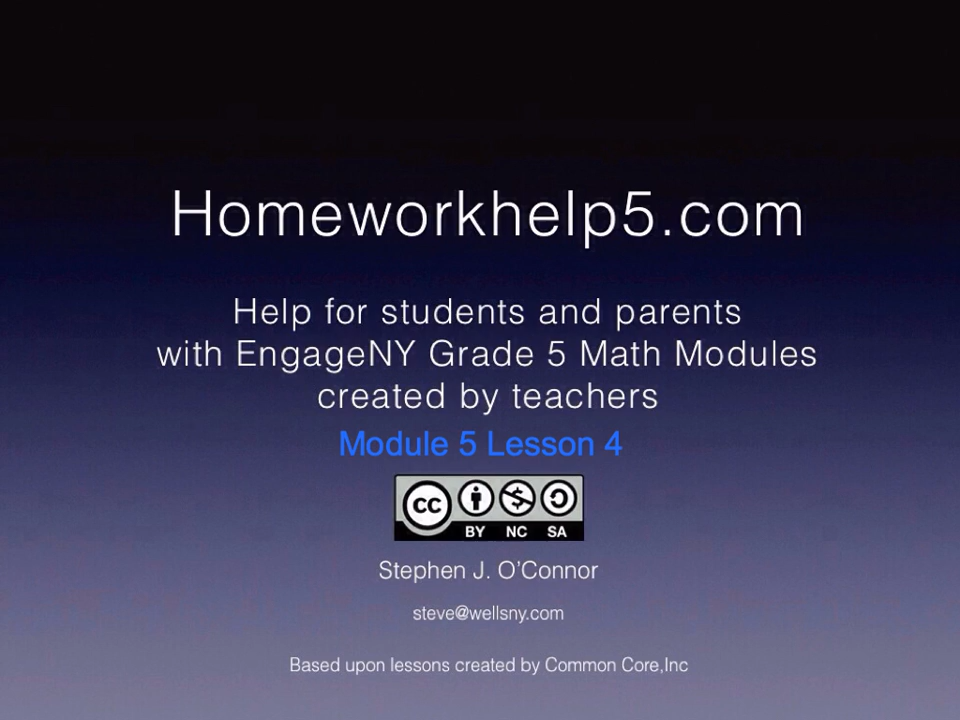 Homeworkhelp5.com
Help for students and parents
with EngageNY Grade 5 Math Modules
created by teachers
Module 5 Lesson 4
cc
BY NC SA
Stephen J. O'Connor
steve@wellsny.com
Based upon lessons created by Common Core,Inc